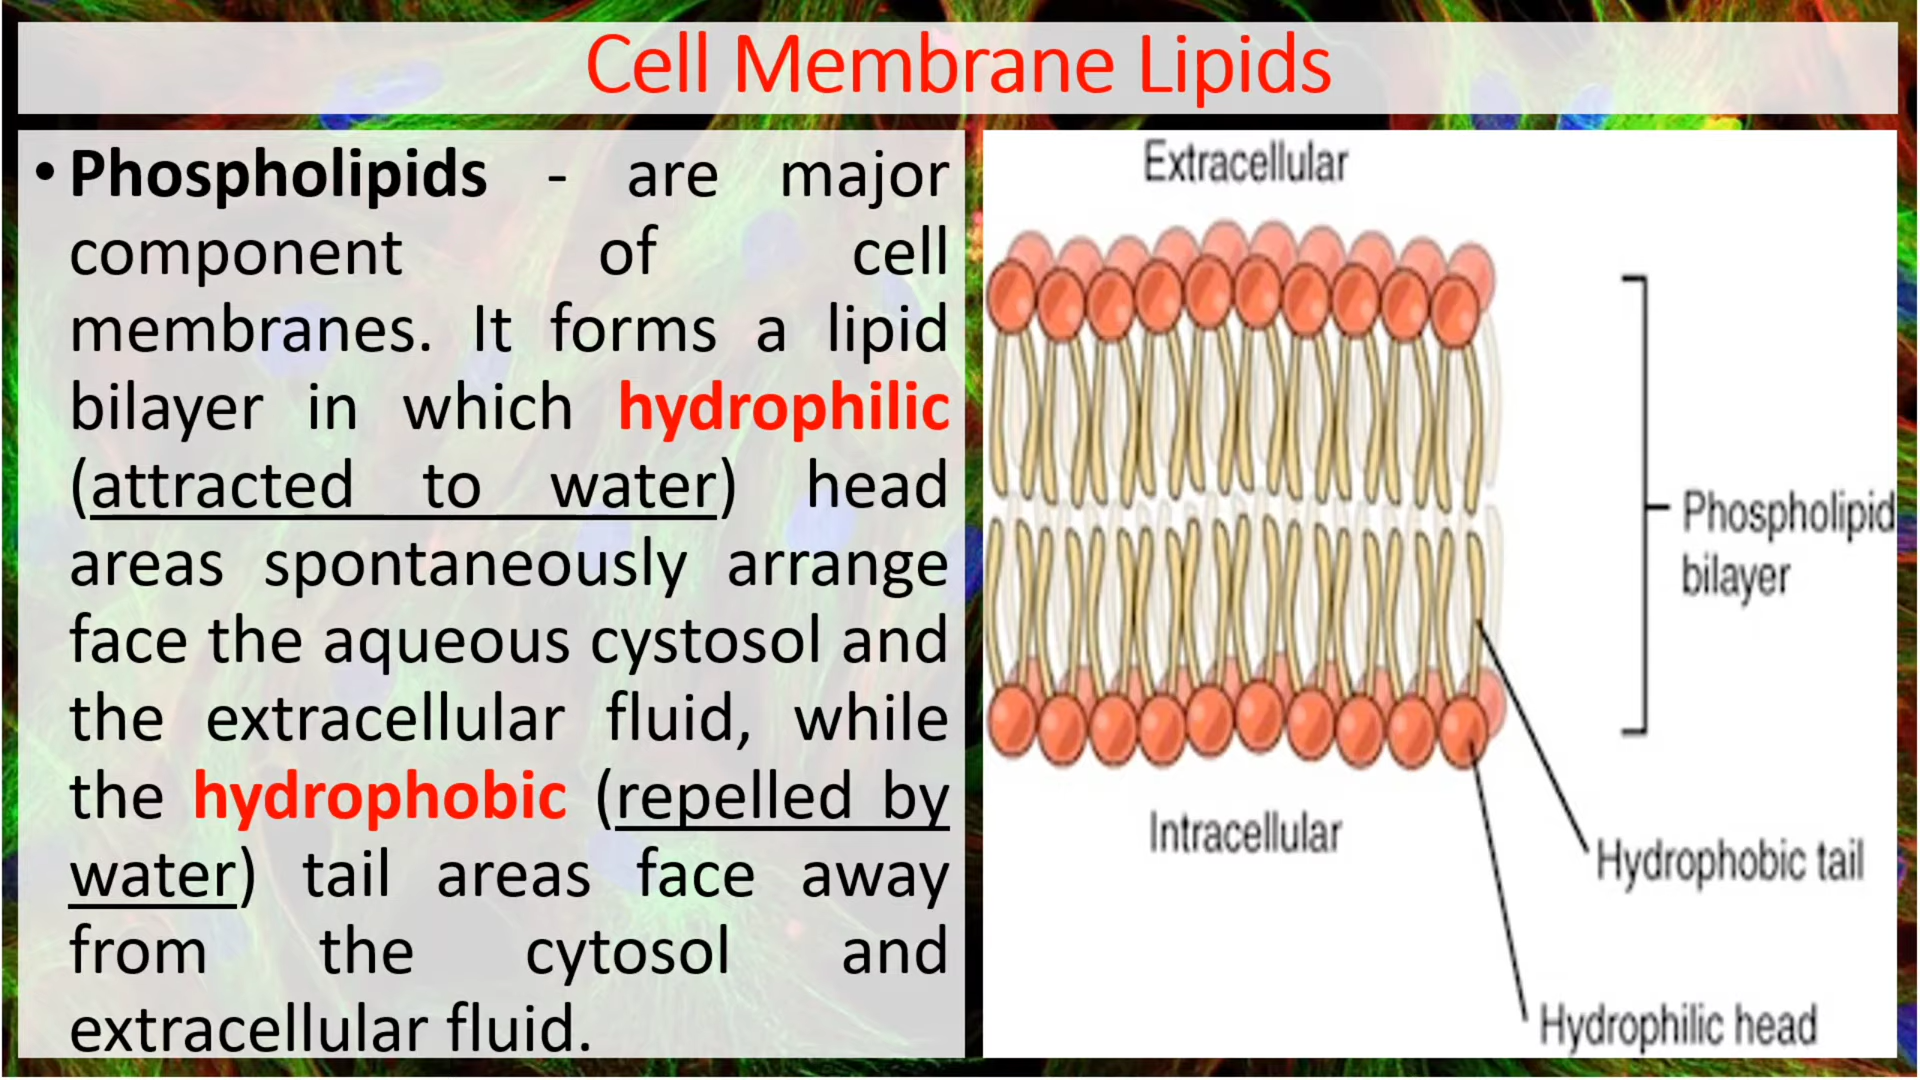 Cell Membrane Lipids
• Phospholipids - are major
component of cell
membranes. It forms a lipid
bilayer in which hydrophilic
(attracted to water) head
areas spontaneously arrange
face the aqueous cystosol and
the extracellular fluid, while
the hydrophobic (repelled by
water) tail areas face away
from the cytosol and
extracellular fluid.
Extracellular
Phospholipid
bilayer
Intracellular
Hydrophobic tail
Hydrophilic head